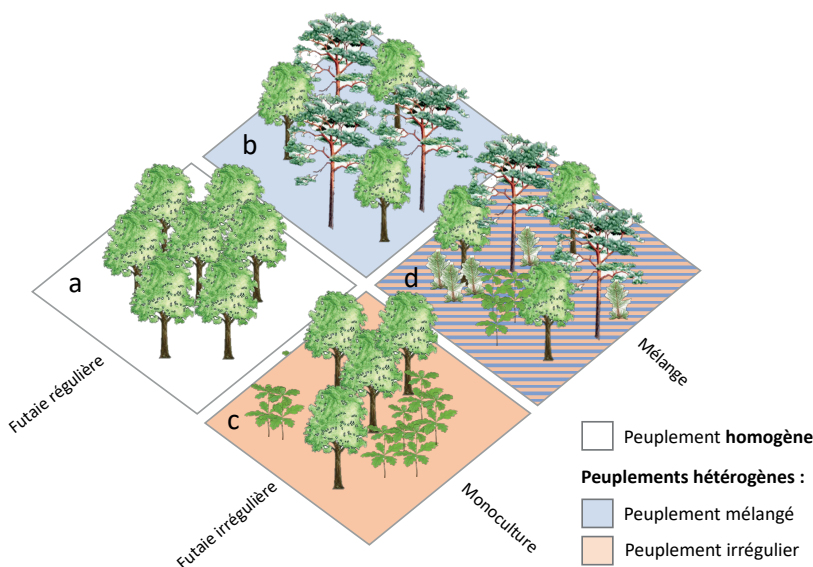 b
a
d
c
Futaie régulière
Futaie irrégulière
Monoculture
Mélange
Peuplement homogène
Peuplements hétérogènes :
Peuplement mélangé
Peuplement irrégulier